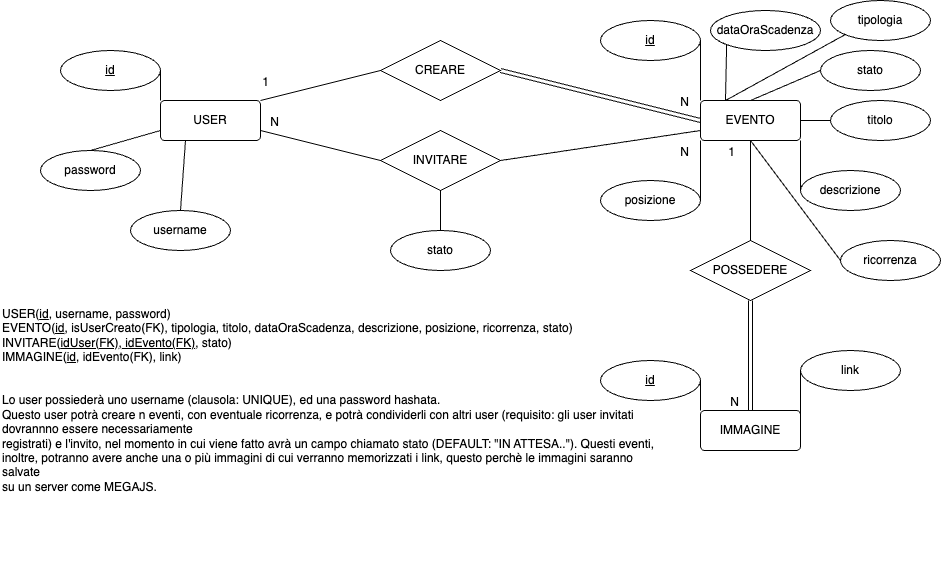 tipologia
dataOraScadenza
id
stato
id
CREARE
1
N
USER
EVENTO
titolo
N
N
1
INVITARE
password
descrizione
posizione
username
stato
ricorrenza
POSSEDERE
USER(id, username, password)
EVENTO(id, isUserCreato(FK), tipologia, titolo, dataOraScadenza, descrizione, posizione, ricorrenza, stato)
INVITARE(idUser(FK), idEvento(FK), stato)
IMMAGINE(id, idEvento(FK), link)
id
link
N
IMMAGINE
Lo user possiederà uno username (clausola: UNIQUE), ed una password hashata.
Questo user potrà creare n eventi, con eventuale ricorrenza, e potrà condividerli con altri user (requisito: gli user invitati
dovrannno essere necessariamente
registrati) e l'invito, nel momento in cui viene fatto avrà un campo chiamato stato (DEFAULT: "IN ATTESA.."). Questi eventi,
inoltre, potranno avere anche una o più immagini di cui verranno memorizzati i link, questo perchè le immagini saranno
salvate
su un server come MEGAJS.